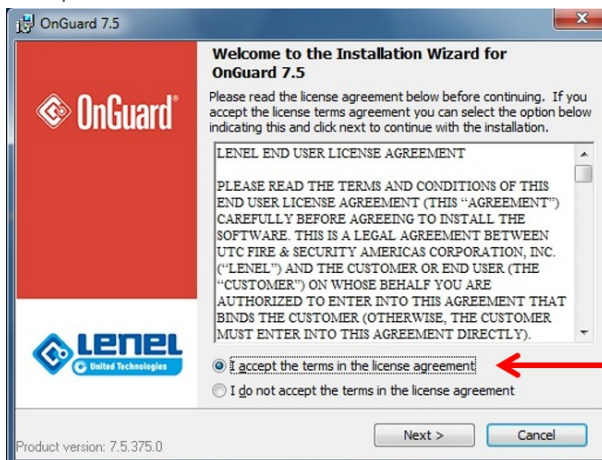 OnGuard 7.5
Welcome to the Installation Wizard for
OnGuard 7.5
OnGuard®
Please read the license agreement below before continuing. If you
accept the license terms agreement you can select the option below
indicating this and click next to continue with the installation.
LENEL END USER LICENSE AGREEMENT
PLEASE READ THE TERMS AND CONDITIONS OF THIS
END USER LICENSE AGREEMENT (THIS “AGREEMENT”)
CAREFULLY BEFORE AGREEING TO INSTALL THE
SOFTWARE. THIS IS A LEGAL AGREEMENT BETWEEN
UTC FIRE & SECURITY AMERICAS CORPORATION, INC.
(“LENEL”) AND THE CUSTOMER OR END USER (THE
“CUSTOMER”) ON WHOSE BEHALF YOU ARE
AUTHORIZED TO ENTER INTO THIS AGREEMENT THAT
BINDS THE CUSTOMER (OTHERWISE, THE CUSTOMER
MUST ENTER INTO THIS AGREEMENT DIRECTLY).
LENEL
United Technologies
I accept the terms in the license agreement
I do not accept the terms in the license agreement
Next >
Cancel
Product version: 7.5.375.0